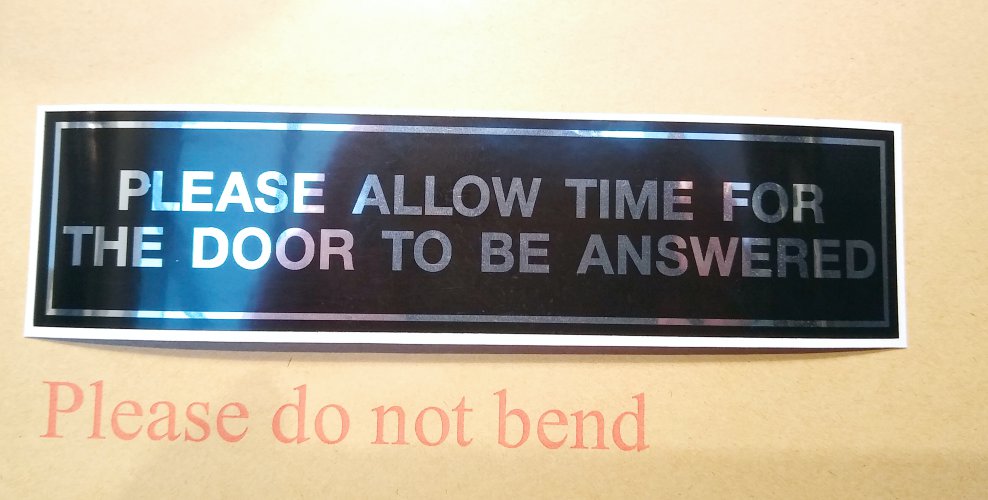 PLEASE ALLOW TIME FOR
THE DOOR TO BE ANSWERED
Please do not bend